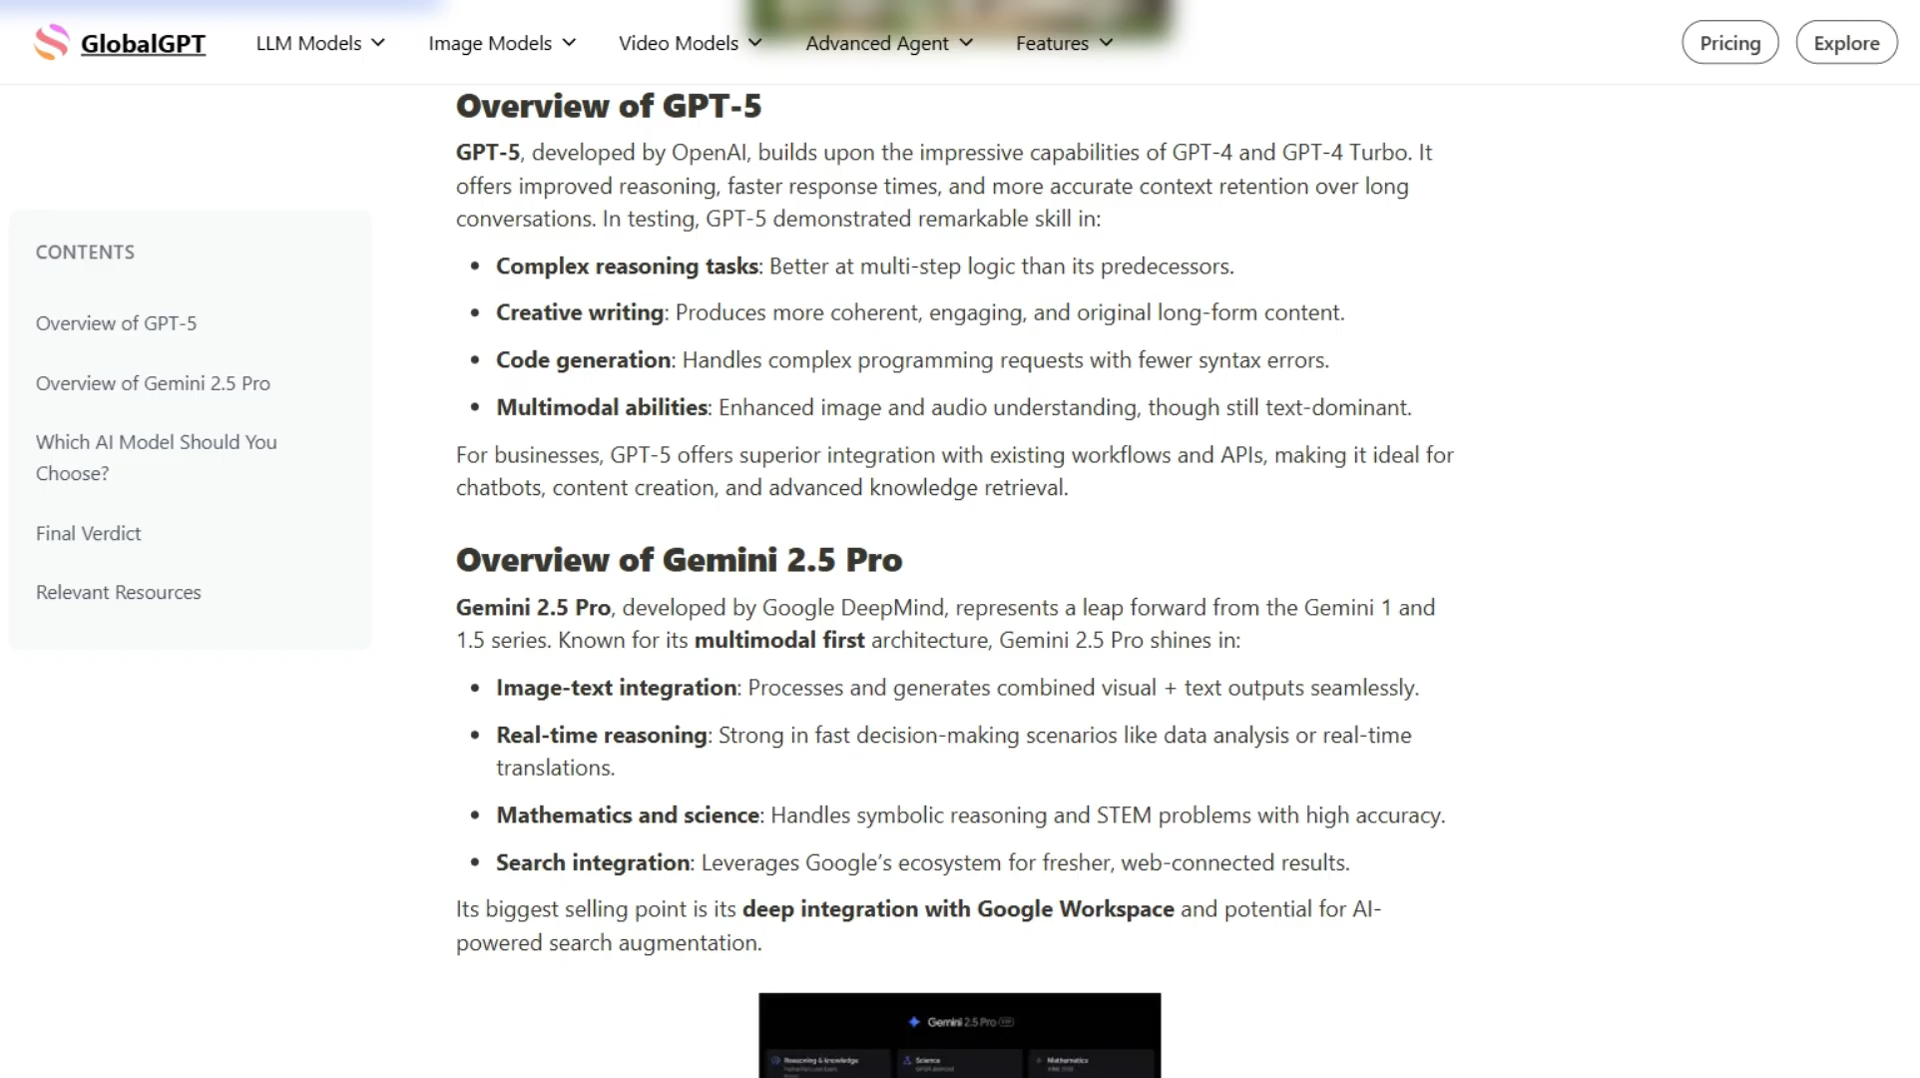 GlobalGPT
LLM Models
Image Models
Video Models
Advanced Agent
Features
Pricing
Explore
CONTENTS
Overview of GPT-5
Overview of Gemini 2.5 Pro
Which AI Model Should You
Choose?
Final Verdict
Relevant Resources
Overview of GPT-5
GPT-5, developed by OpenAI, builds upon the impressive capabilities of GPT-4 and GPT-4 Turbo. It
offers improved reasoning, faster response times, and more accurate context retention over long
conversations. In testing, GPT-5 demonstrated remarkable skill in:
• Complex reasoning tasks: Better at multi-step logic than its predecessors.
• Creative writing: Produces more coherent, engaging, and original long-form content.
• Code generation: Handles complex programming requests with fewer syntax errors.
• Multimodal abilities: Enhanced image and audio understanding, though still text-dominant.
For businesses, GPT-5 offers superior integration with existing workflows and APIs, making it ideal for
chatbots, content creation, and advanced knowledge retrieval.
Overview of Gemini 2.5 Pro
Gemini 2.5 Pro, developed by Google DeepMind, represents a leap forward from the Gemini 1 and
1.5 series. Known for its multimodal first architecture, Gemini 2.5 Pro shines in:
• Image-text integration: Processes and generates combined visual + text outputs seamlessly.
• Real-time reasoning: Strong in fast decision-making scenarios like data analysis or real-time
translations.
• Mathematics and science: Handles symbolic reasoning and STEM problems with high accuracy.
• Search integration: Leverages Google’s ecosystem for fresher, web-connected results.
Its biggest selling point is its deep integration with Google Workspace and potential for AI-
powered search augmentation.
Gemini 2.5 Pro
Reasoning & knowledge
Science
Mathematics